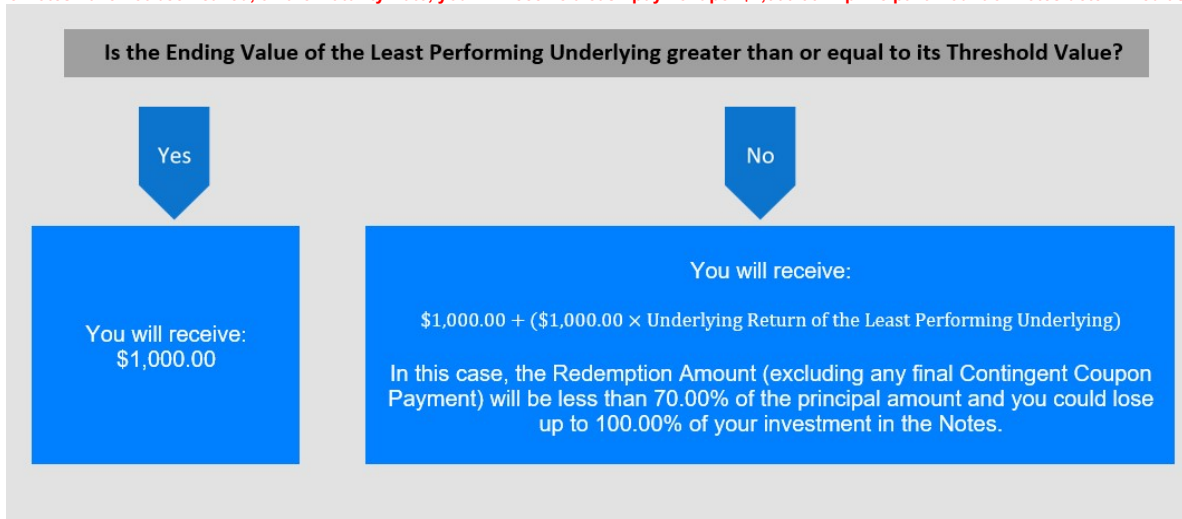 Is the Ending Value of the Least Performing Underlying greater than or equal to its Threshold Value?
Yes
No
You will receive:
$1,000.00
You will receive:
$1,000.00 + ($1,000.00 × Underlying Return of the Least Performing Underlying)
In this case, the Redemption Amount (excluding any final Contingent Coupon
Payment) will be less than 70.00% of the principal amount and you could lose
up to 100.00% of your investment in the Notes.